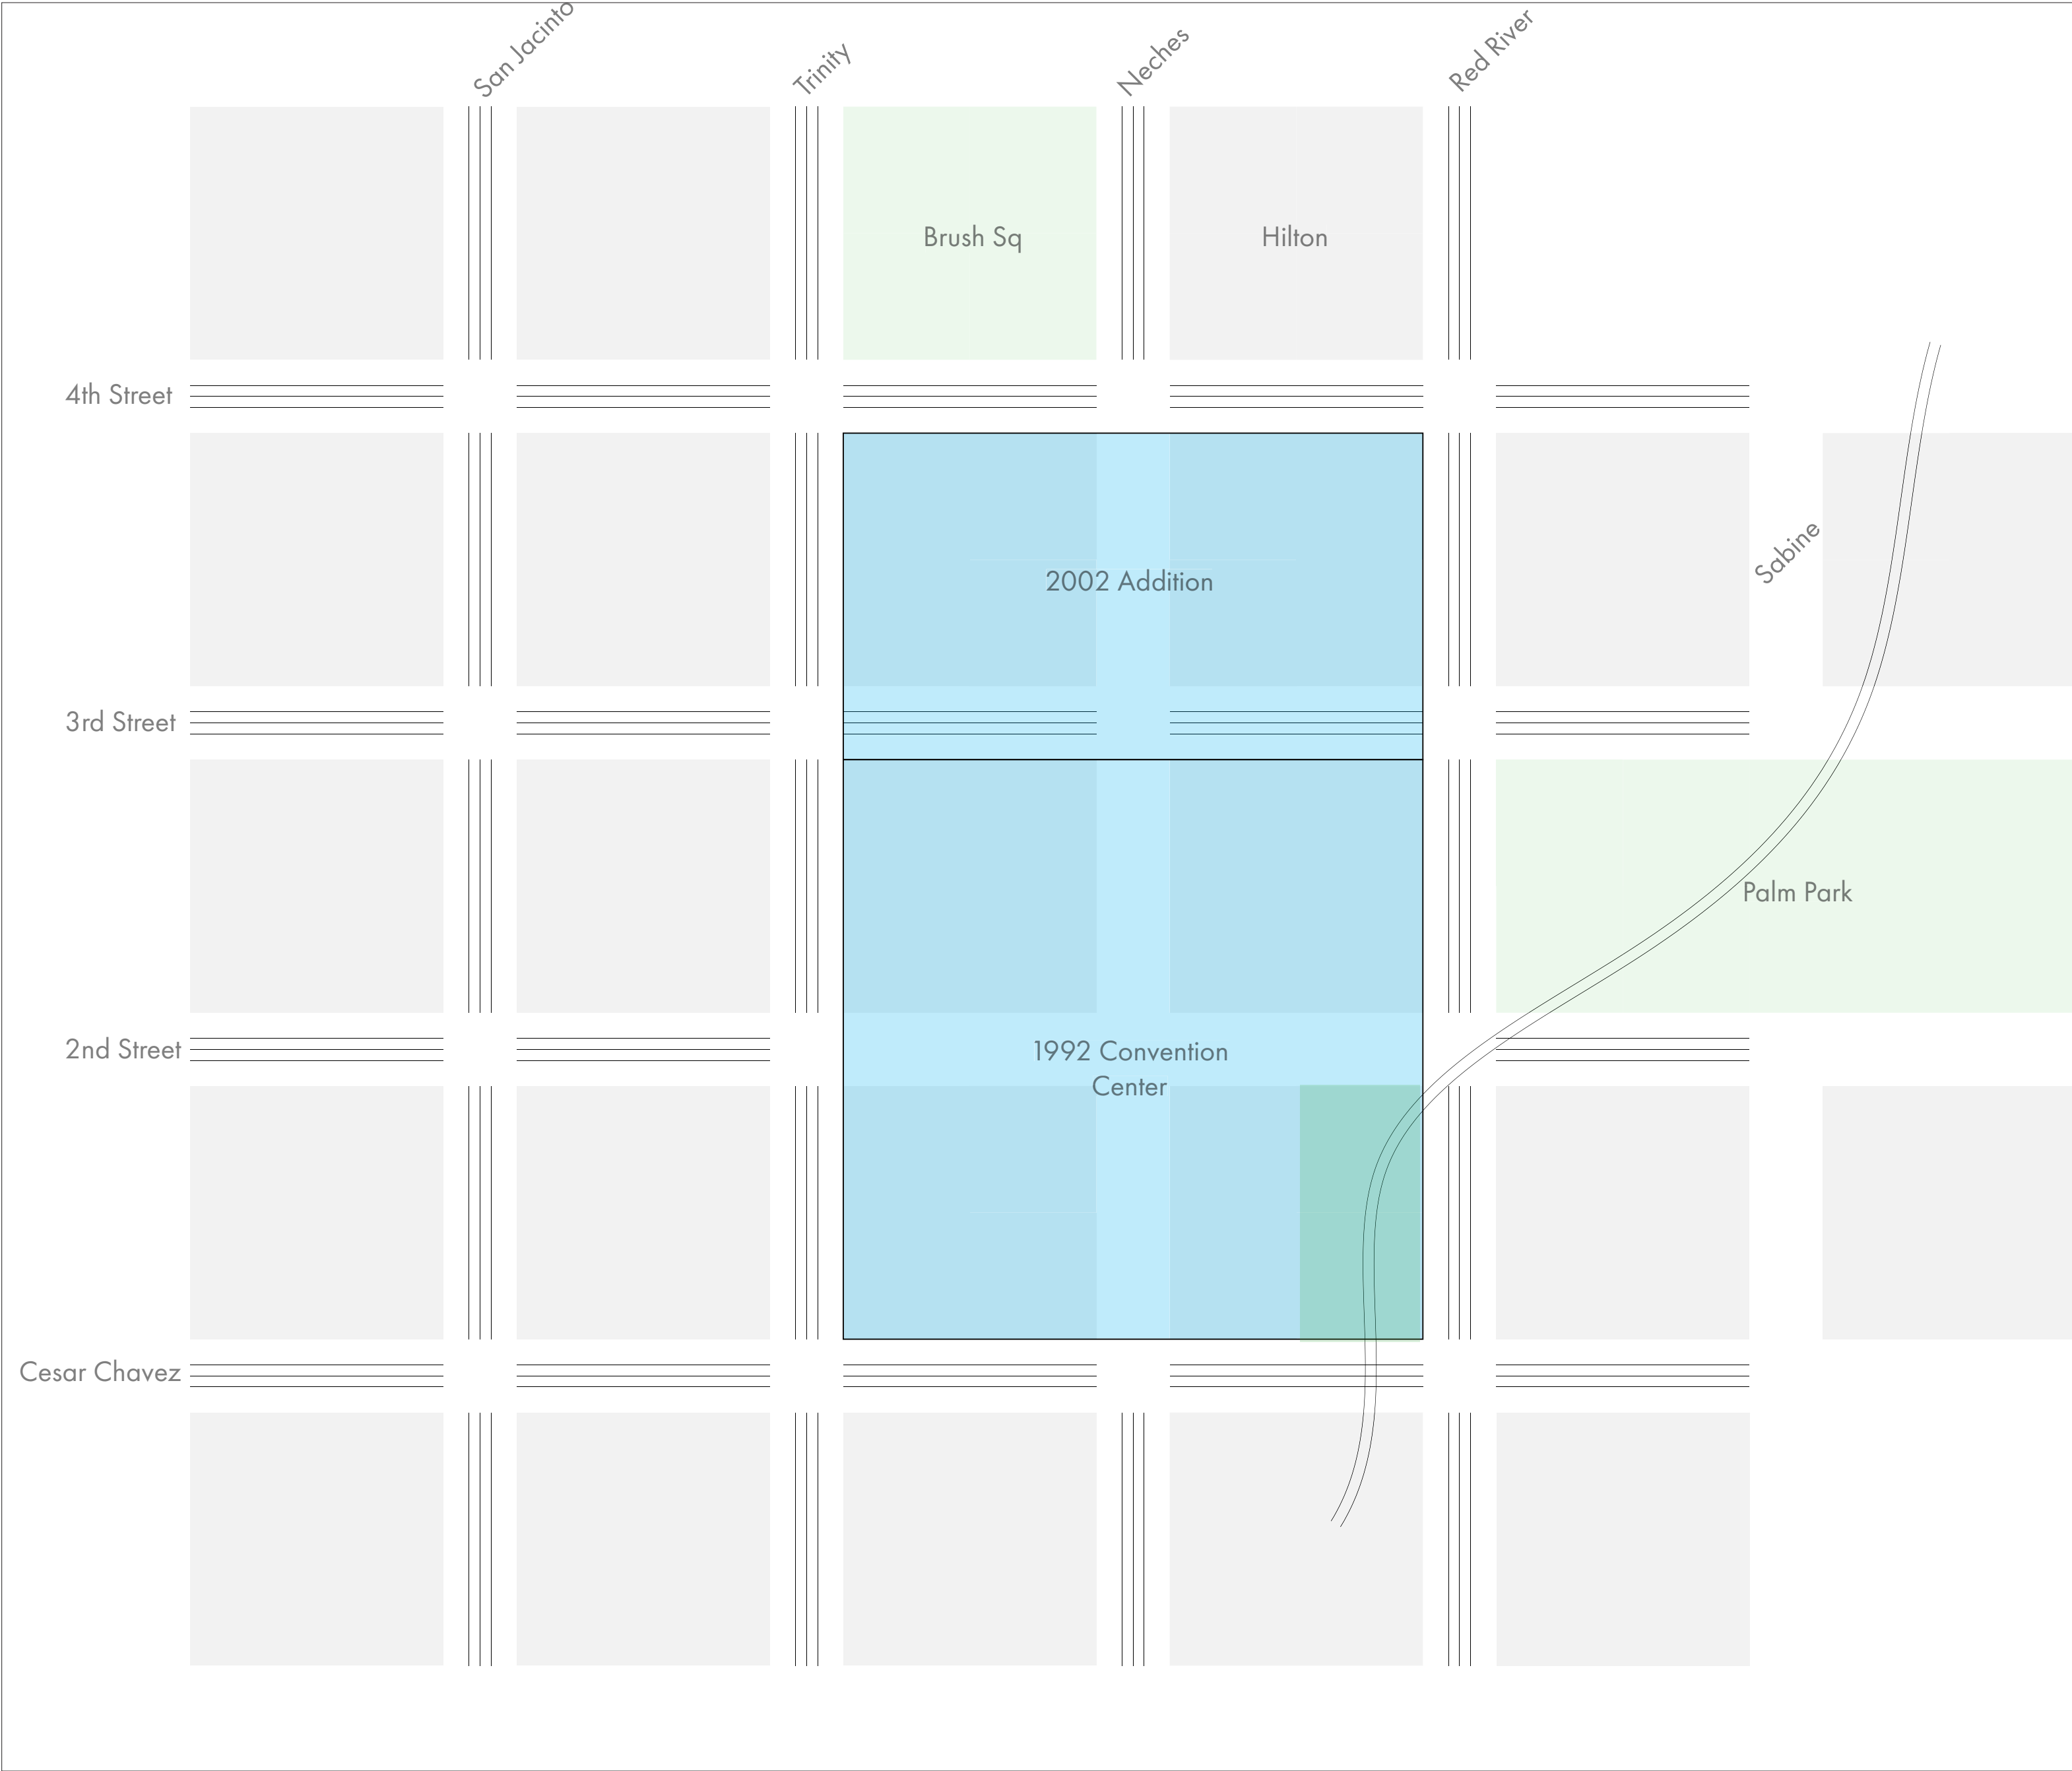 San Jacinto
Trinity
Neches
Red River
Brush Sq
Hilton
4th Street
Sabine
2002 Addition
3rd Street
Palm Park
2nd Street
1992 Convention
Center
Cesar Chavez